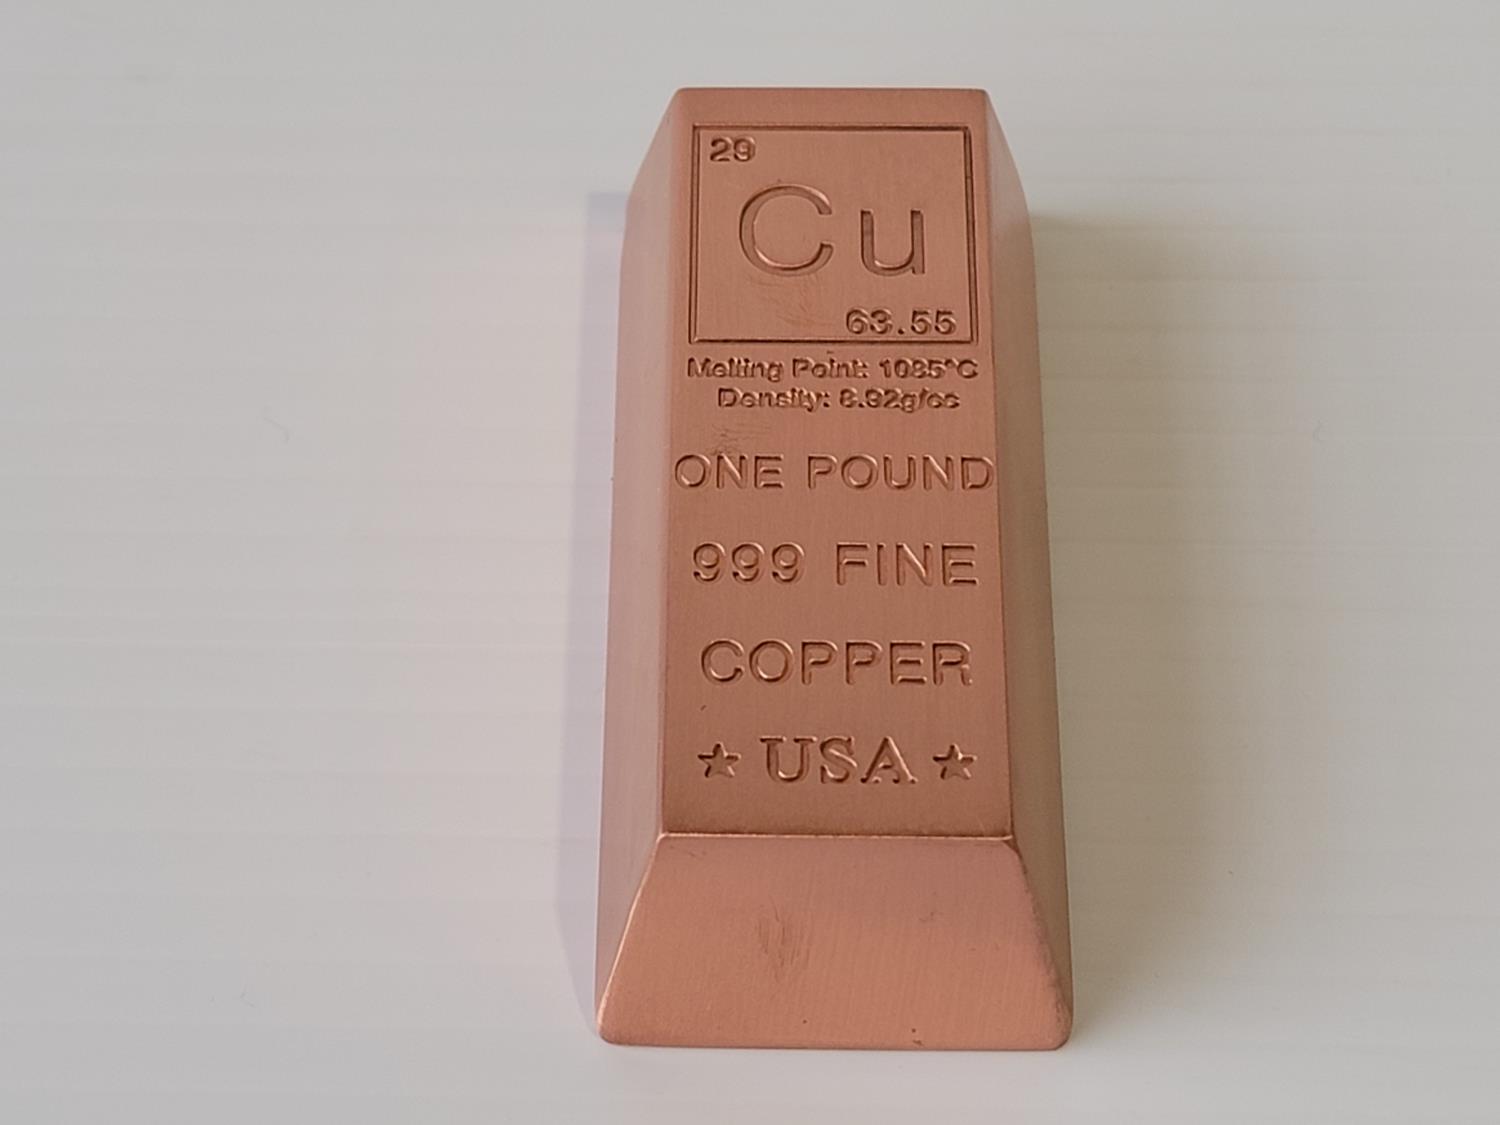 29
Cu
63.55
Melting Point: 1085°C
Density: 8.92g/cc
ONE POUND
999 FINE
COPPER
★ USA ★